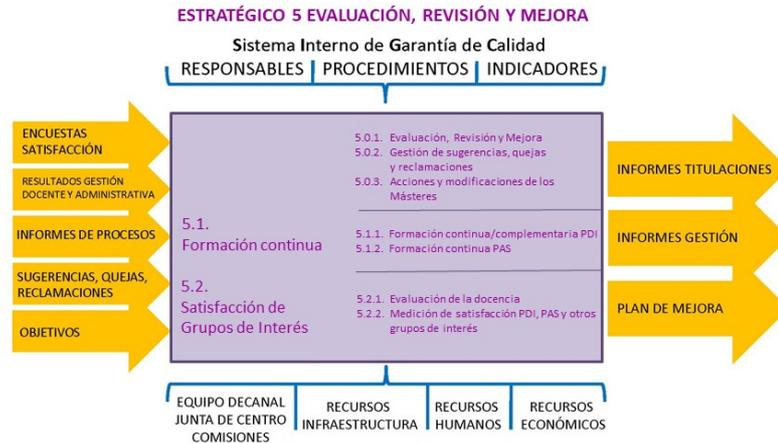 ESTRATÉGICO 5 EVALUACIÓN, REVISIÓN Y MEJORA
Sistema Interno de Garantía de Calidad
RESPONSABLES PROCEDIMIENTOS INDICADORES
ENCUESTAS
SATISFACCIÓN
RESULTADOS GESTIÓN
DOCENTE Y ADMINISTRATIVA
INFORMES DE PROCESOS
SUGERENCIAS, QUEJAS,
RECLAMACIONES
OBJETIVOS
5.1.
Formación continua
5.2.
Satisfacción de
Grupos de Interés
5.0.1. Evaluación, Revisión y Mejora
5.0.2. Gestión de sugerencias, quejas
y reclamaciones
5.0.3. Acciones y modificaciones de los
Másteres
5.1.1. Formación continua/complementaria PDI
5.1.2. Formación continua PAS
5.2.1. Evaluación de la docencia
5.2.2. Medición de satisfacción PDI, PAS y otros
grupos de interés
INFORMES TITULACIONES
INFORMES GESTIÓN
PLAN DE MEJORA
EQUIPO DECANAL
JUNTA DE CENTRO
COMISIONES
RECURSOS
INFRAESTRUCTURA
RECURSOS
HUMANOS
RECURSOS
ECONÓMICOS